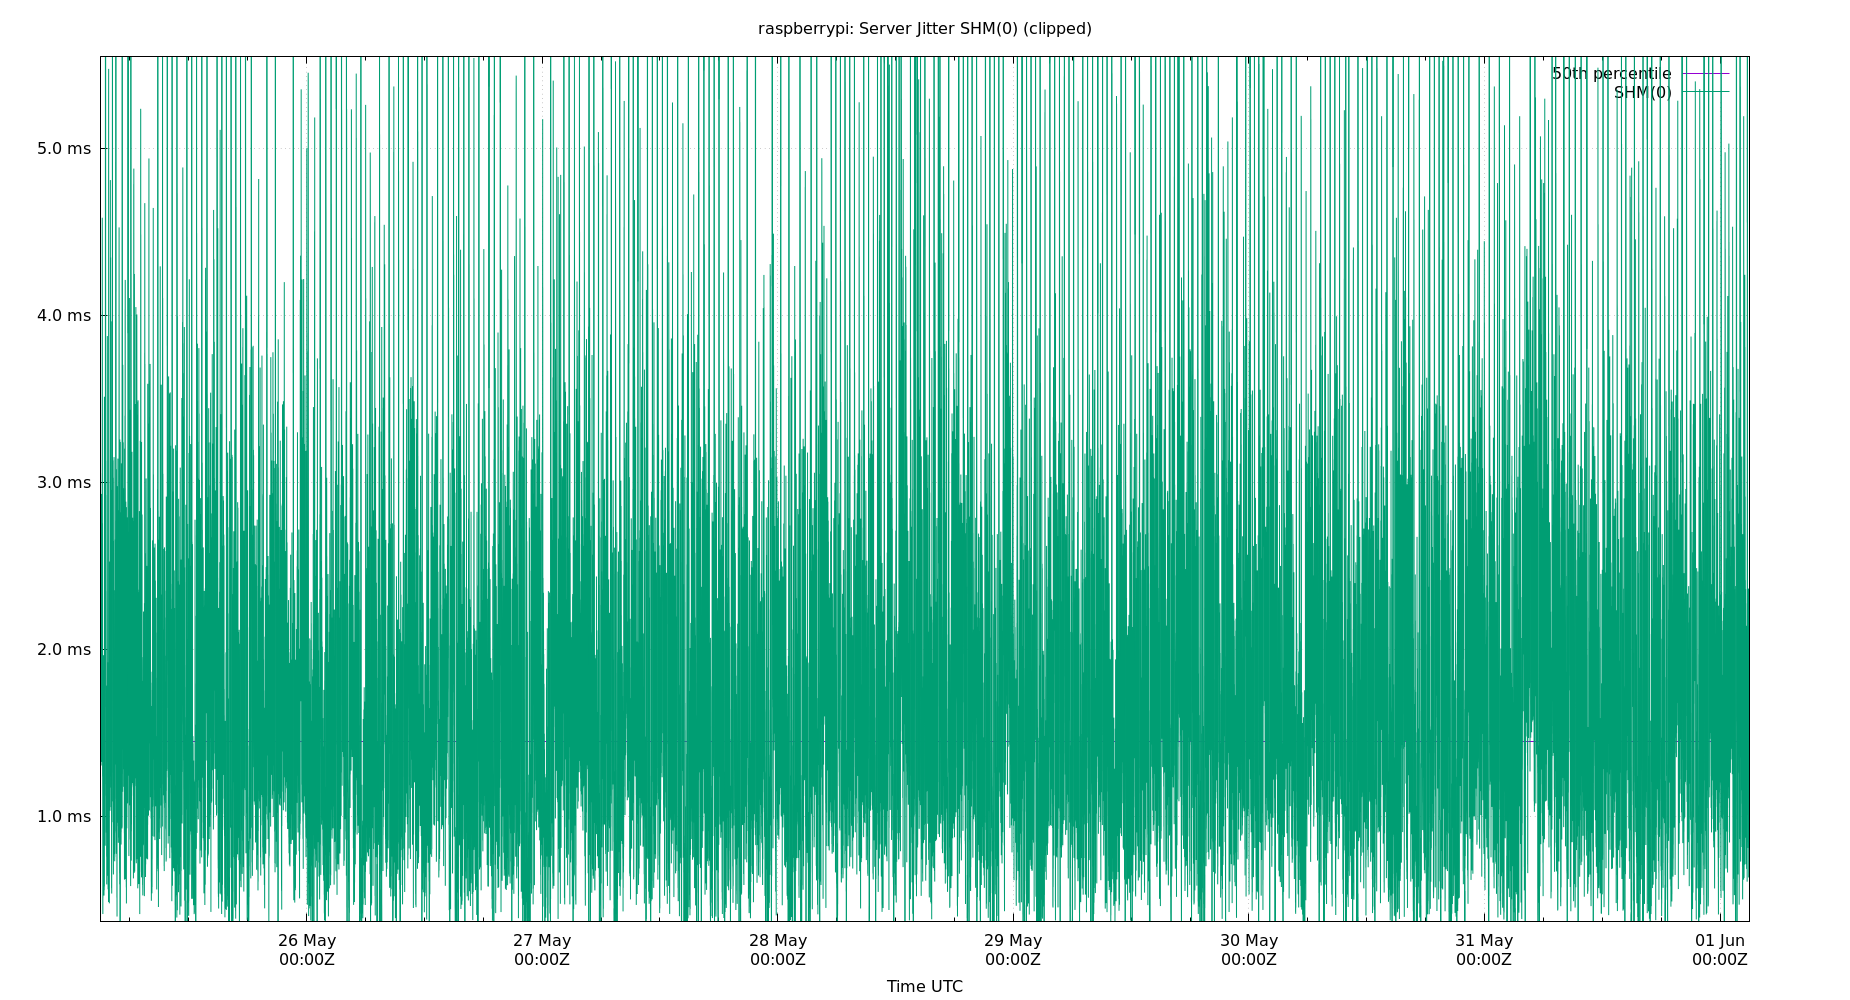 raspberrypi: Server Jitter SHM(0) (clipped)
50th percentile
SHM(0)
5.0 ms
4.0 ms
3.0 ms
2.0 ms
1.0 ms
26 May 27 May 28 May 29 May 30 May 31 May 01 Jun
00:00Z 00:00Z 00:00Z 00:00Z 00:00Z 00:00Z 00:00Z
Time UTC